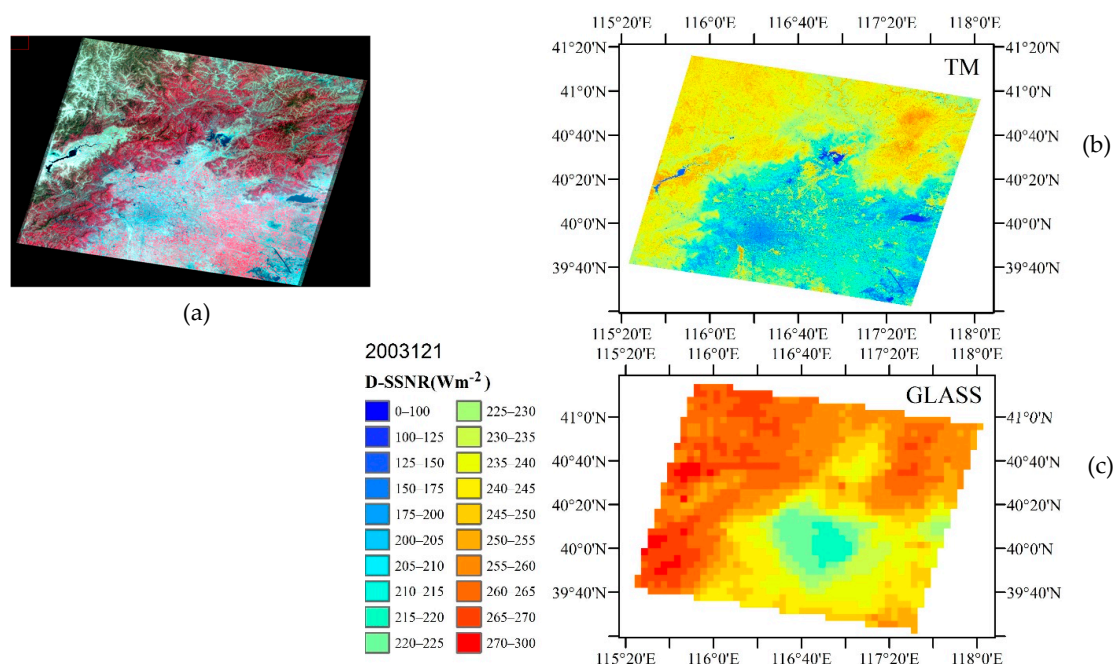 115°20'E 116°0'E 116°40'E 117°20'E 118°0'E
41°20'N 41°20'N
TM
41°0'N 41°0'N
40°40'N 40°40'N
(b)
40°20'N 40°20'N
40°0'N 40°0'N
39°40'N 39°40'N
(a)
115°20'E 116°0'E 116°40'E 117°20'E 118°0'E
115°20'E 116°0'E 116°40'E 117°20'E 118°0'E
GLASS
41°0'N 41°0'N
40°40'N 40°40'N
(c)
40°20'N 40°20'N
40°0'N 40°0'N
39°40'N 39°40'N
115°20'E 116°0'E 116°40'E 117°20'E 118°0'E
2003121
D-SSNR(Wm⁻² )
0–100 225–230
100–125 230–235
125–150 235–240
150–175 240–245
175–200 245–250
200–205 250–255
205–210 255–260
210–215 260–265
215–220 265–270
220–225 270–300